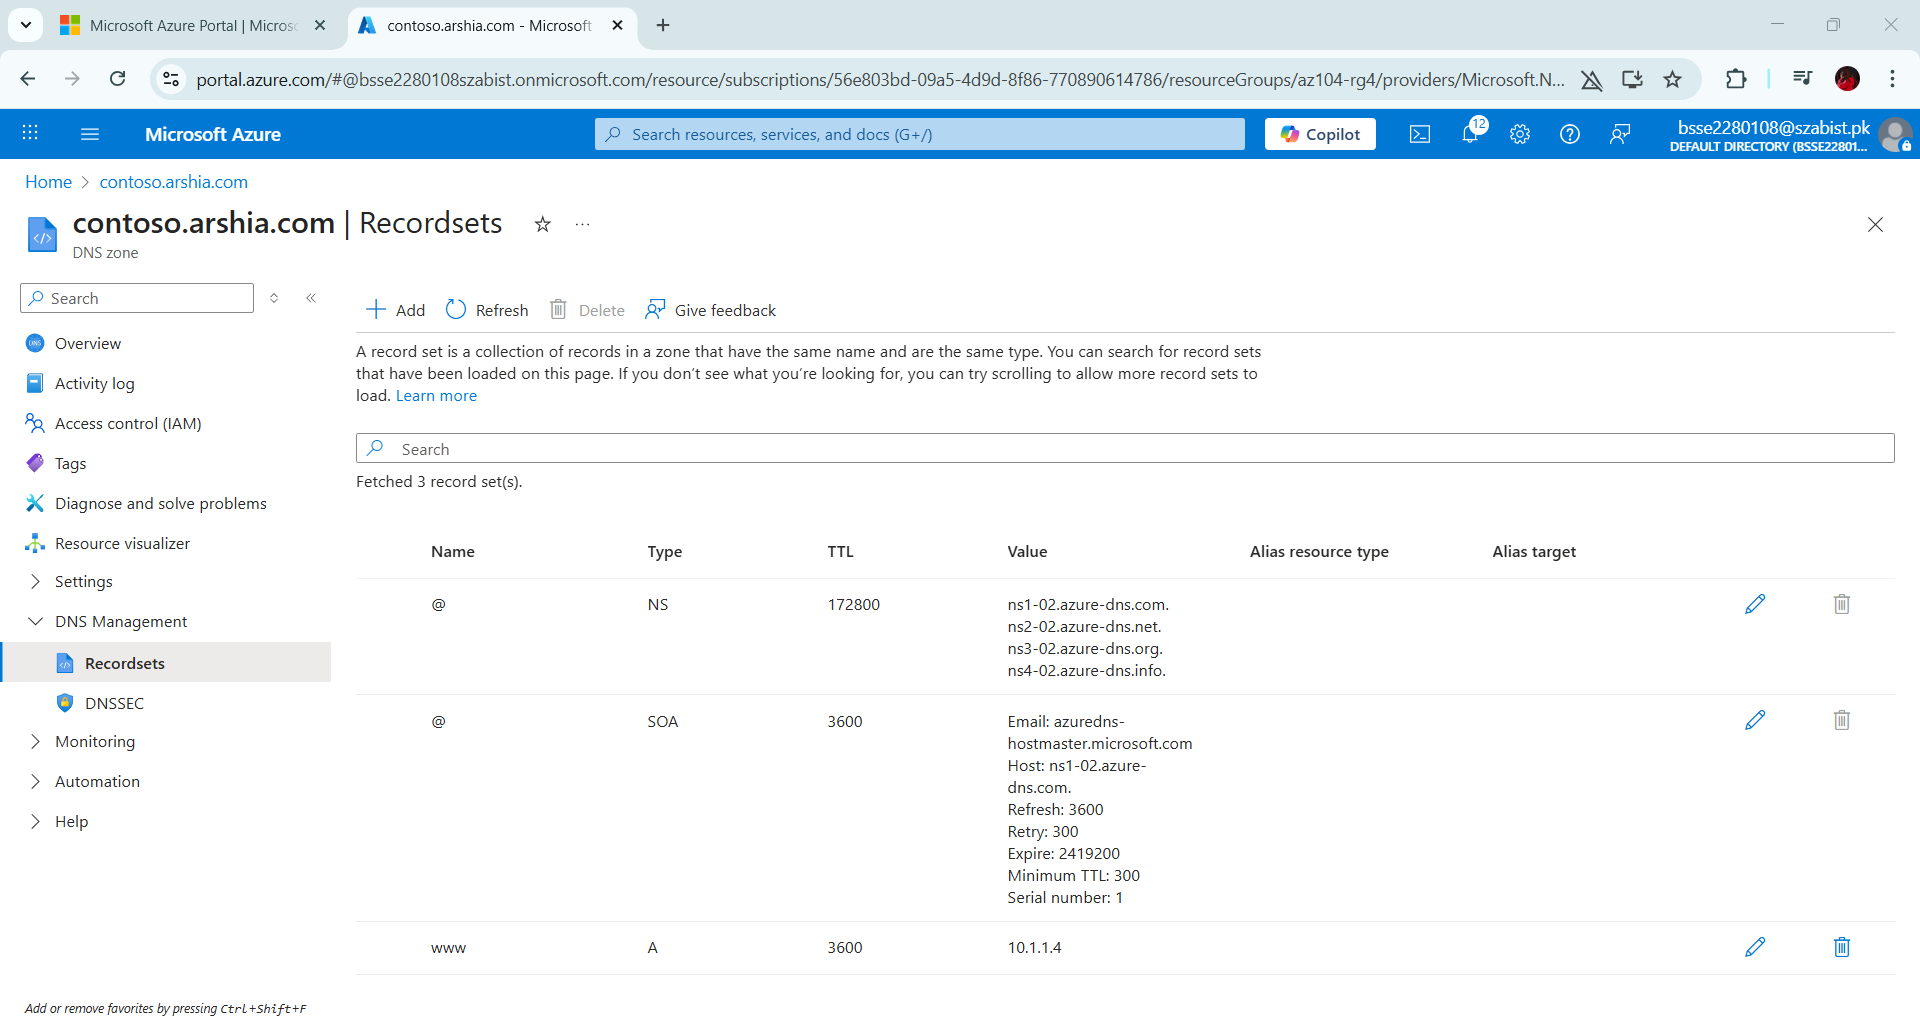 Microsoft Azure Portal | Microsc
contoso.arshia.com - Microsoft
portal.azure.com/#@bsse2280108szabist.onmicrosoft.com/resource/subscriptions/56e803bd-09a5-4d9d-8f86-770890614786/resourceGroups/az104-rg4/providers/Microsoft.N...
Microsoft Azure
Search resources, services, and docs (G+/)
Copilot
12
bsse2280108@szabist.pk
DEFAULT DIRECTORY (BSSE22801...
Home > contoso.arshia.com
contoso.arshia.com | Recordsets
DNS zone
Search
Overview
Activity log
Access control (IAM)
Tags
Diagnose and solve problems
Resource visualizer
Settings
DNS Management
Recordsets
DNSSEC
Monitoring
Automation
Help
Add or remove favorites by pressing Ctrl+Shift+F
Add Refresh Delete Give feedback
A record set is a collection of records in a zone that have the same name and are the same type. You can search for record sets
that have been loaded on this page. If you don't see what you're looking for, you can try scrolling to allow more record sets to
load. Learn more
Search
Fetched 3 record set(s).
Name Type TTL Value Alias resource type Alias target
@ NS 172800 ns1-02.azure-dns.com.
ns2-02.azure-dns.net.
ns3-02.azure-dns.org.
ns4-02.azure-dns.info.
@ SOA 3600 Email: azuredns-
hostmaster.microsoft.com
Host: ns1-02.azure-
dns.com.
Refresh: 3600
Retry: 300
Expire: 2419200
Minimum TTL: 300
Serial number: 1
www A 3600 10.1.1.4